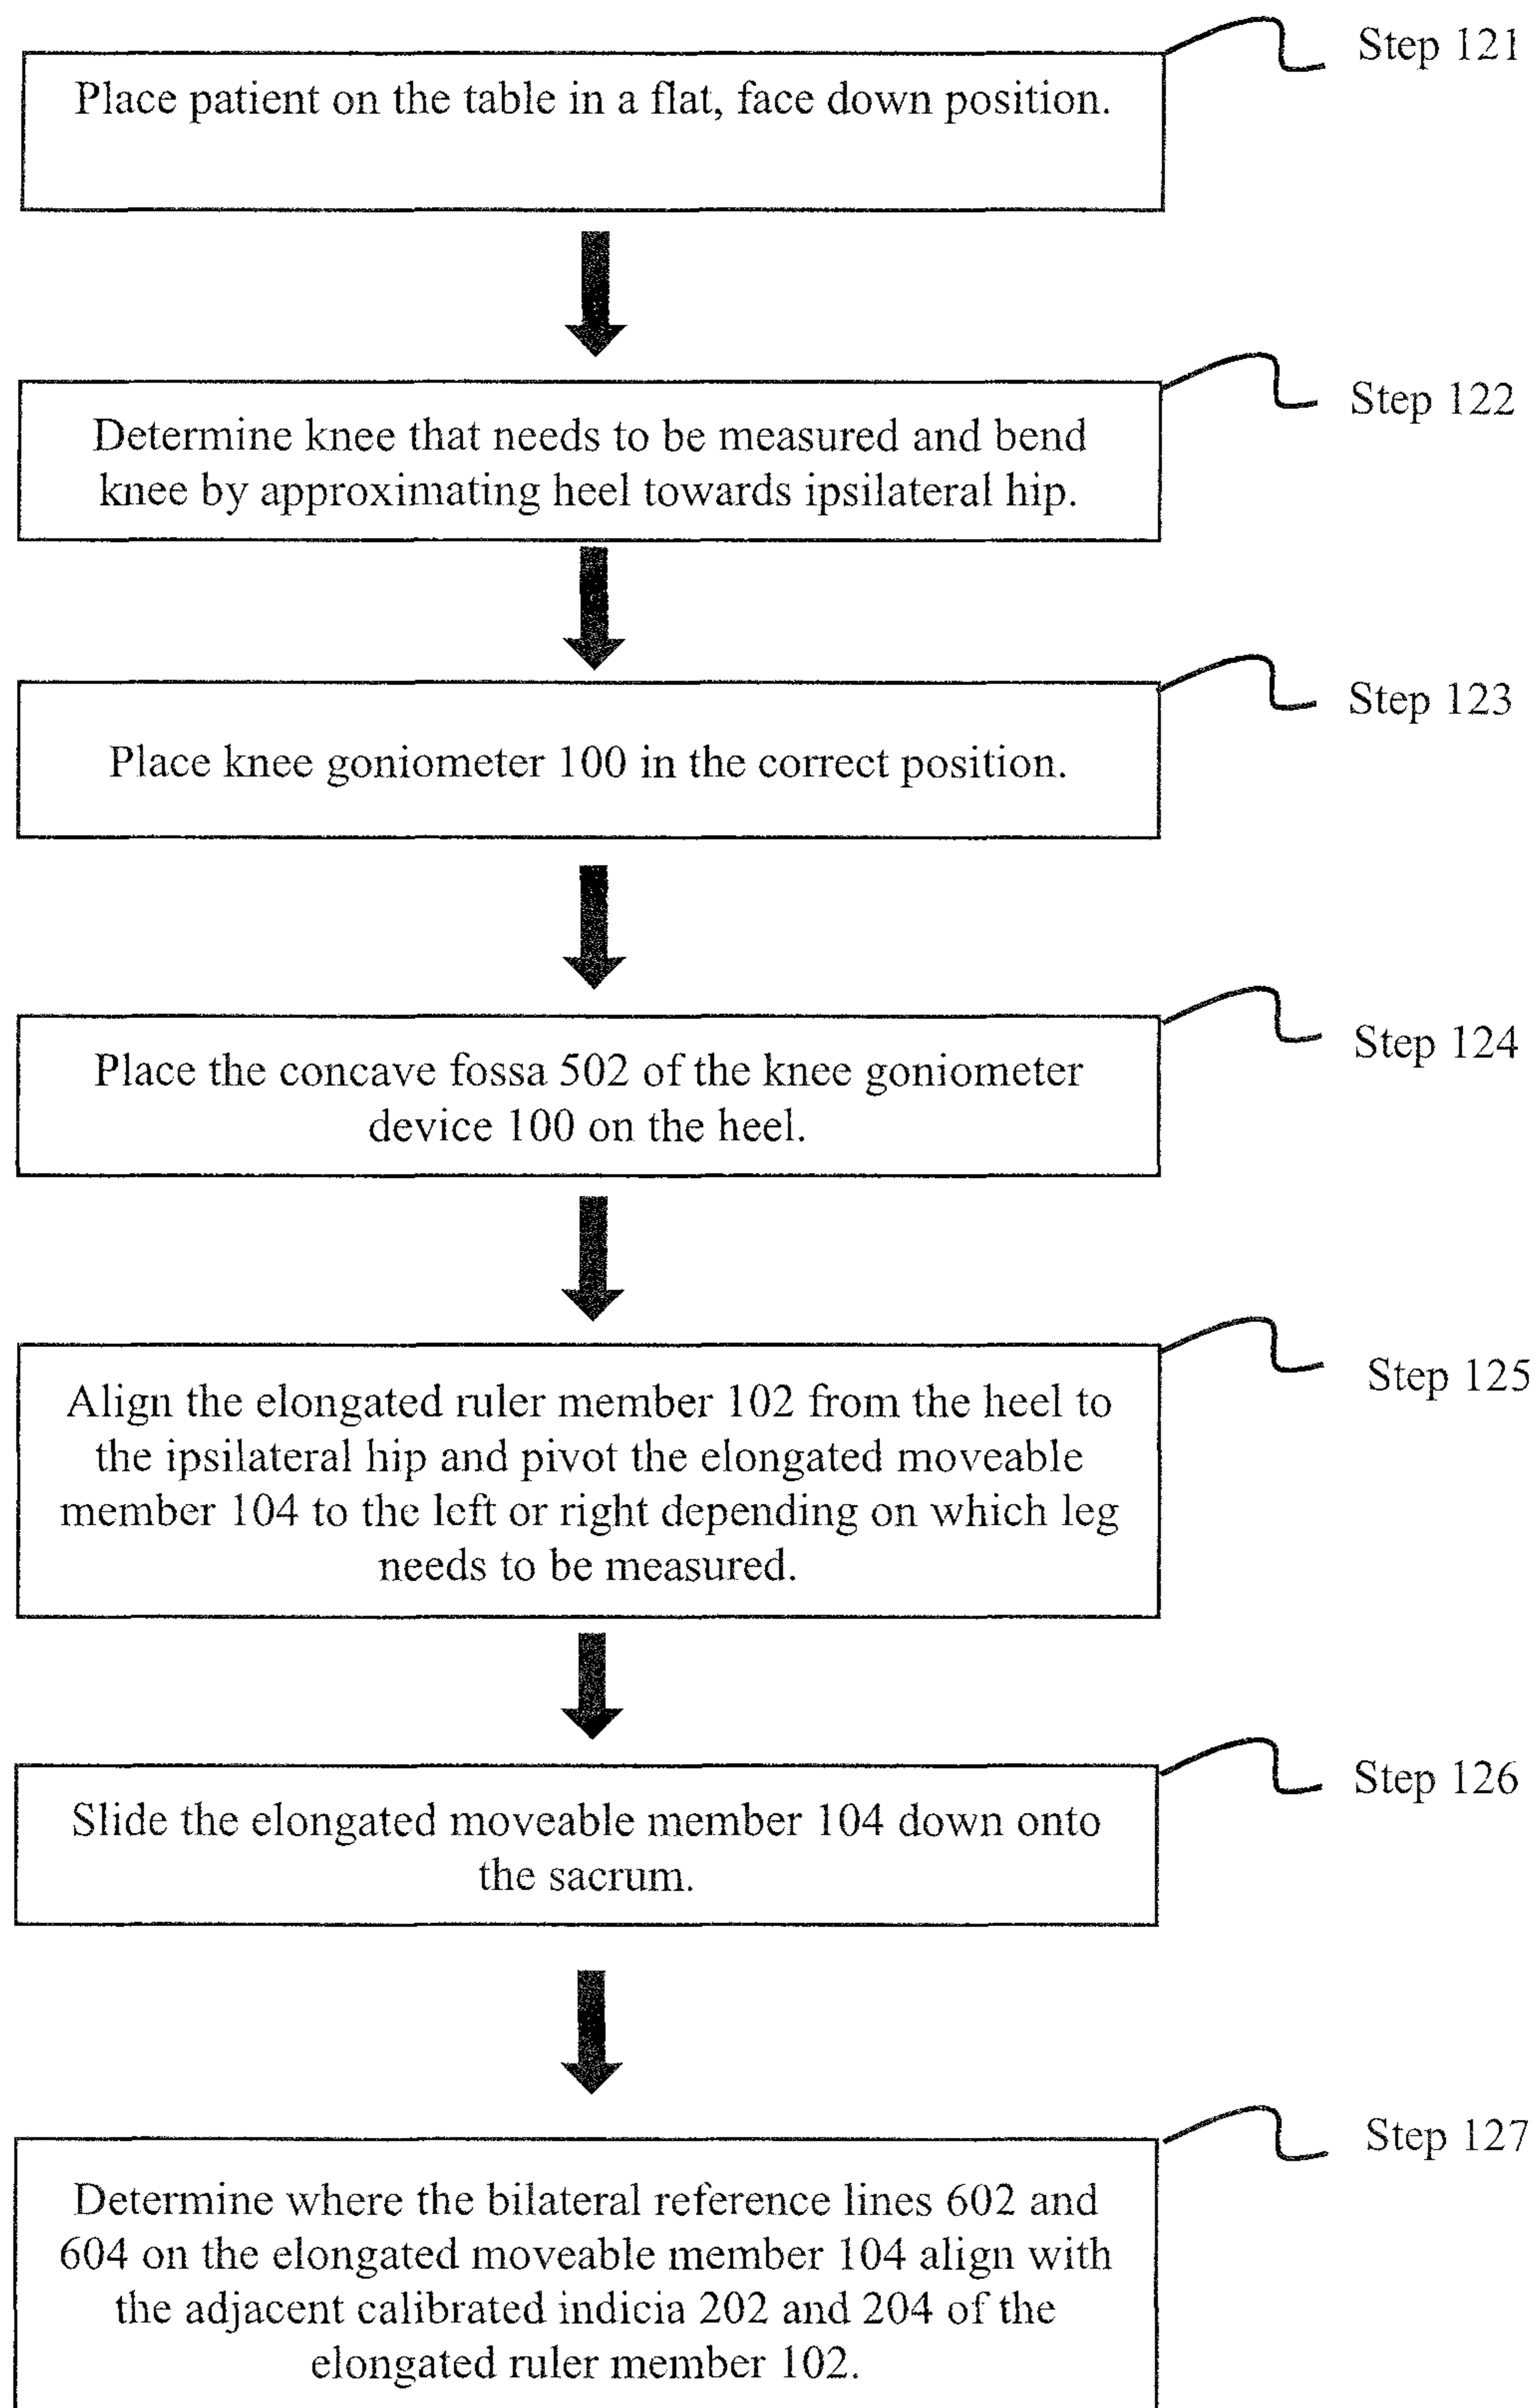 Step 121
Place patient on the table in a flat, face down position.
Step 122
Determine knee that needs to be measured and bend
knee by approximating heel towards ipsilateral hip.
Step 123
Place knee goniometer 100 in the correct position.
Step 124
Place the concave fossa 502 of the knee goniometer
device 100 on the heel.
Step 125
Align the elongated ruler member 102 from the heel to
the ipsilateral hip and pivot the elongated moveable
member 104 to the left or right depending on which leg
needs to be measured.
Step 126
Slide the elongated moveable member 104 down onto
the sacrum.
Step 127
Determine where the bilateral reference lines 602 and
604 on the elongated moveable member 104 align with
the adjacent calibrated indicia 202 and 204 of the
elongated ruler member 102.